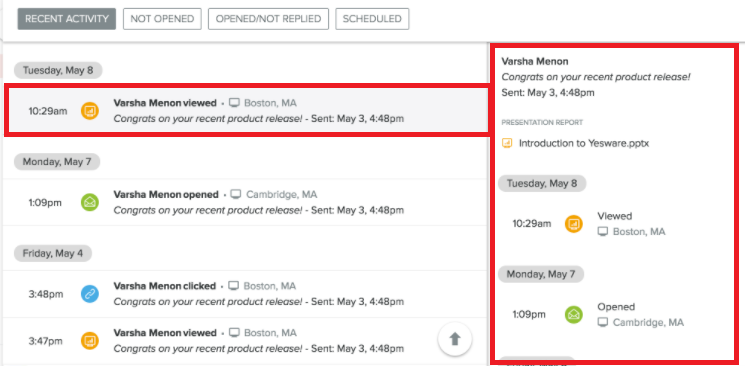 RECENT ACTIVITY NOT OPENED OPENED/NOT REPLIED SCHEDULED
Tuesday, May 8
10:29am Varsha Menon viewed • Boston, MA
Congrats on your recent product release! - Sent: May 3, 4:48pm
Monday, May 7
1:09pm Varsha Menon opened • Cambridge, MA
Congrats on your recent product release! - Sent: May 3, 4:48pm
Friday, May 4
3:48pm Varsha Menon clicked • Boston, MA
Congrats on your recent product release! - Sent: May 3, 4:48pm
3:47pm Varsha Menon viewed • Boston, MA
Congrats on your recent product release! - Sent: May 3, 4:48pm
Varsha Menon
Congrats on your recent product release!
Sent: May 3, 4:48pm
PRESENTATION REPORT
Introduction to Yesware.pptx
Tuesday, May 8
10:29am Viewed
Boston, MA
Monday, May 7
1:09pm Opened
Cambridge, MA